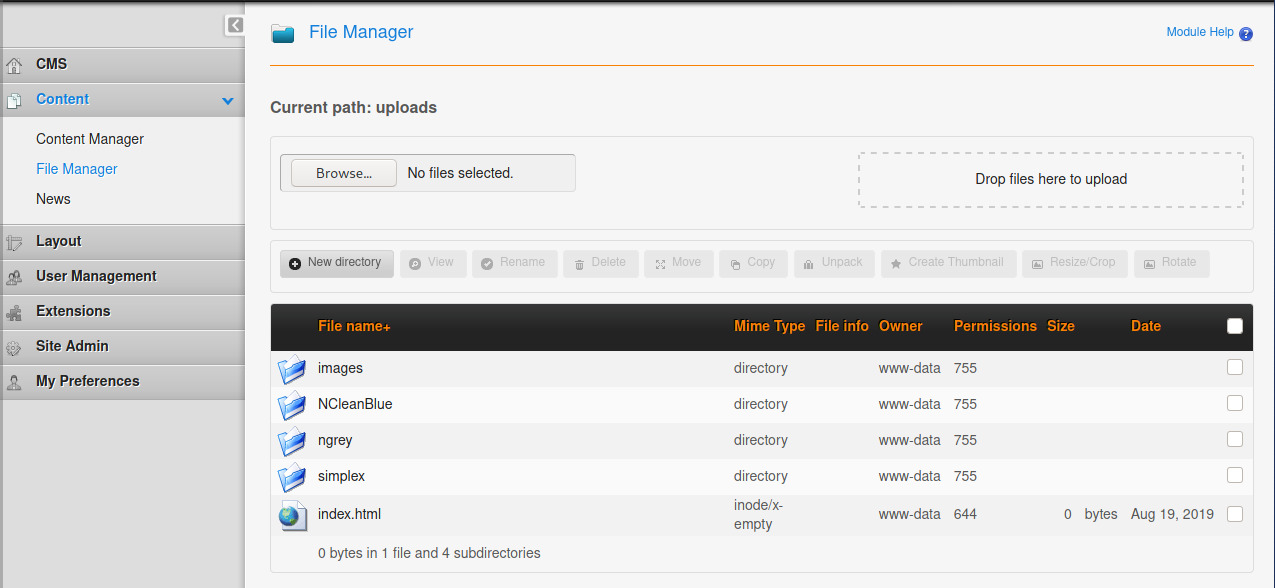 File Manager
Module Help
CMS
Content
Content Manager
File Manager
News
Layout
User Management
Extensions
Site Admin
My Preferences
Current path: uploads
Browse... No files selected.
Drop files here to upload
New directory View Rename Delete Move Copy Unpack Create Thumbnail Resize/Crop Rotate
File name+ Mime Type File info Owner Permissions Size Date
images directory www-data 755
NCleanBlue directory www-data 755
ngrey directory www-data 755
simplex directory www-data 755
index.html inode/x-empty www-data 644 0 bytes Aug 19, 2019
0 bytes in 1 file and 4 subdirectories